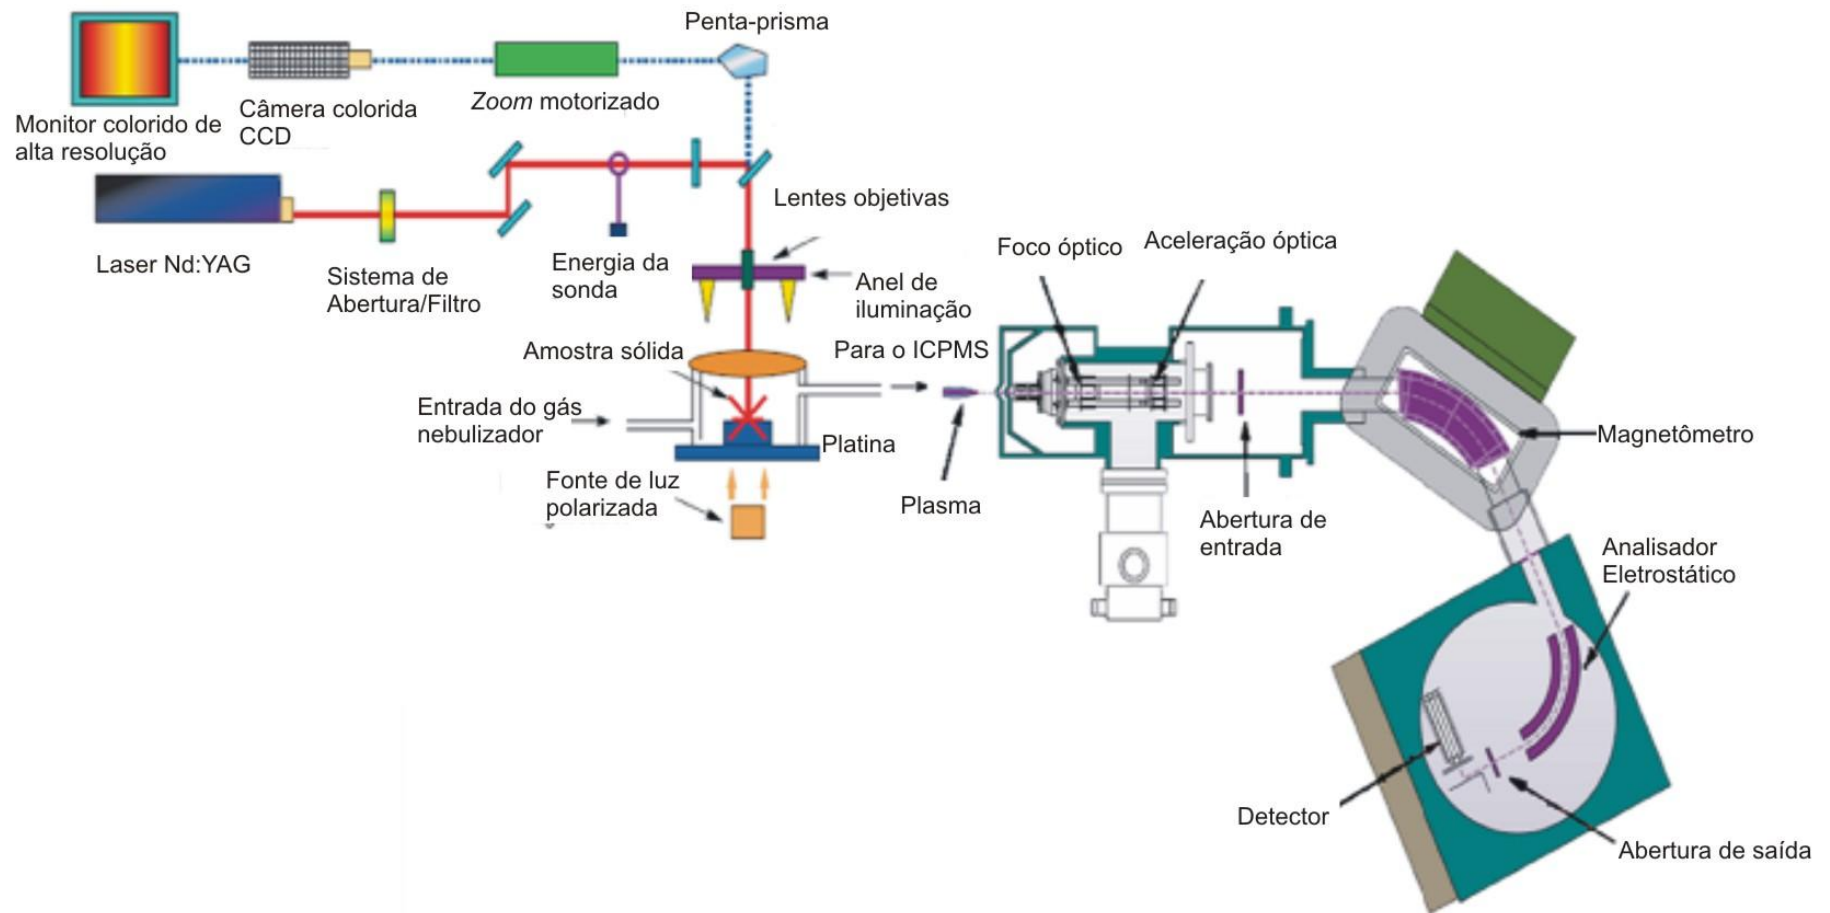 Penta-prisma
Monitor colorido de
alta resolução
Câmera colorida
CCD
Zoom motorizado
Laser Nd:YAG
Sistema de
Abertura/Filtro
Energia da
sonda
Lentes objetivas
Anel de
iluminação
Amostra sólida
Para o ICPMS
Entrada do gás
nebulizador
Platina
Fonte de luz
polarizada
Foco óptico
Aceleração óptica
Plasma
Abertura de
entrada
Magnetômetro
Analisador
Eletrostático
Detector
Abertura de saída